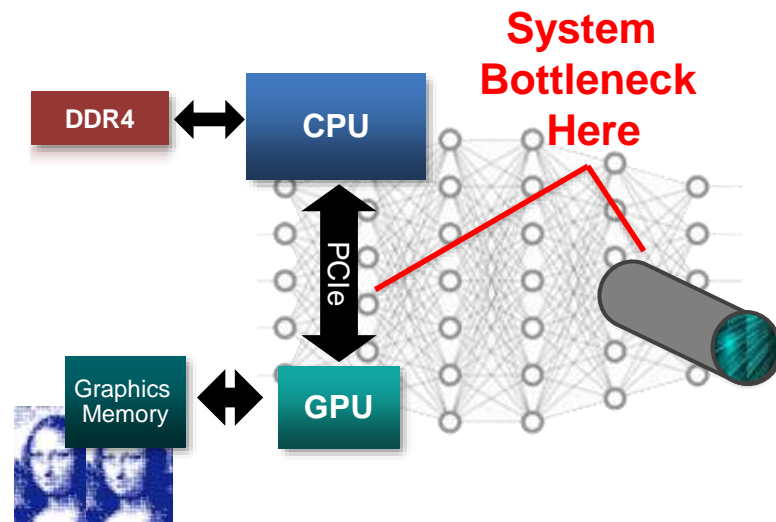 System
Bottleneck
Here
DDR4
CPU
PCIe
Graphics
Memory
GPU